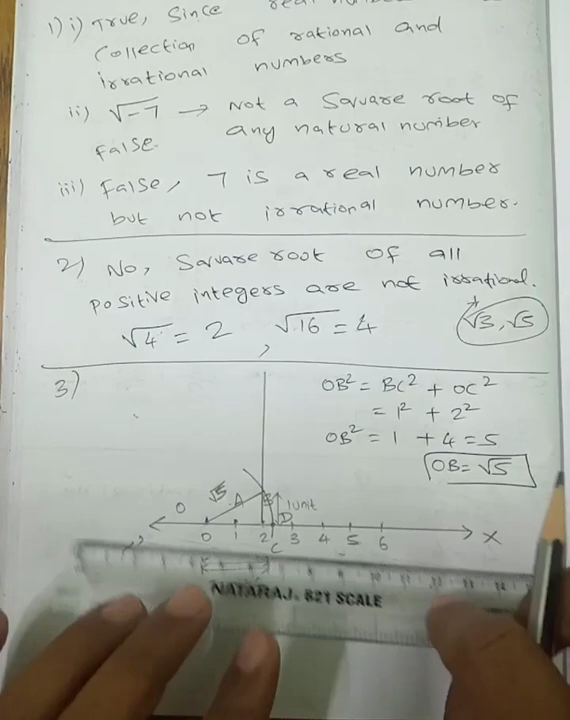 1) i) True, Since real num
Collection of rational and
irrational numbers
ii) √-7 → Not a Square root of
any natural number
false.
iii) False, 7 is a real number
but not irrational number.
2) No, Square root of all
positive integers are not irrational.
√4 = 2 , √16 = 4
√3, √5
3)
OB² = BC² + OC²
= 1² + 2²
OB² = 1 + 4 = 5
OB = √5
√5 A B 1unit
O D
0 1 2 3 4 5 6 X
C
NATARAJ. 621 SCALE